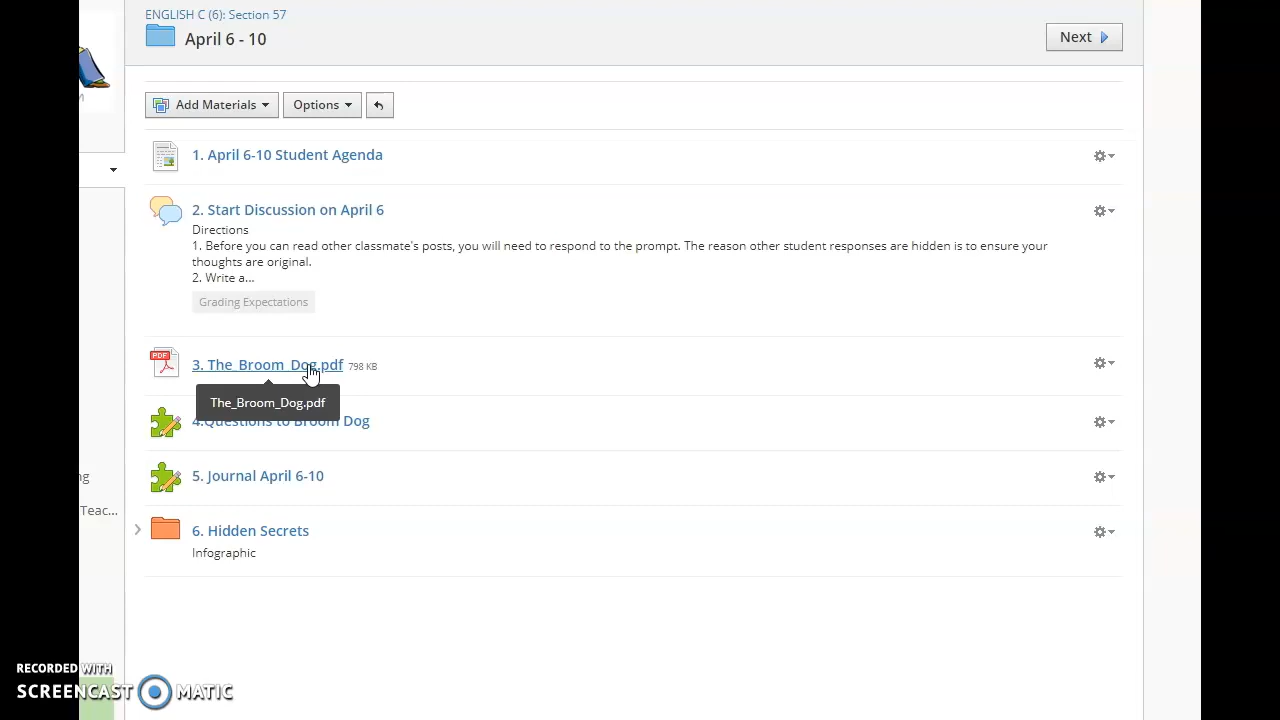 ENGLISH C (6): Section 57
April 6 - 10
Next
Add Materials
Options
1. April 6-10 Student Agenda
2. Start Discussion on April 6
Directions
1. Before you can read other classmate's posts, you will need to respond to the prompt. The reason other student responses are hidden is to ensure your
thoughts are original.
2. Write a...
Grading Expectations
PDF
3. The_Broom_Dog.pdf 798 KB
The_Broom_Dog.pdf
4.Questions to Broom Dog
5. Journal April 6-10
ng
Teac...
6. Hidden Secrets
Infographic
RECORDED WITH
SCREENCAST MATIC